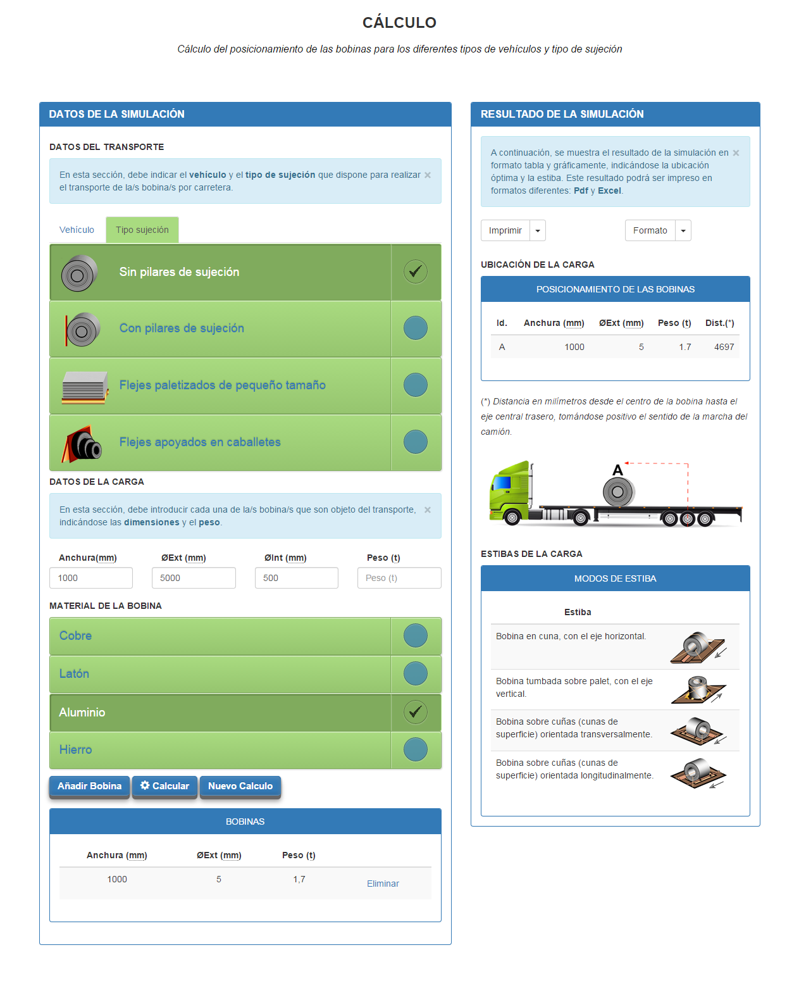 CÁLCULO
Cálculo del posicionamiento de las bobinas para los diferentes tipos de vehículos y tipo de sujeción
DATOS DE LA SIMULACIÓN
DATOS DEL TRANSPORTE
En esta sección, debe indicar el vehículo y el tipo de sujeción que dispone para realizar ×
el transporte de la/s bobina/s por carretera.
Vehículo Tipo sujeción
Sin pilares de sujeción
Con pilares de sujeción
Flejes paletizados de pequeño tamaño
Flejes apoyados en caballetes
DATOS DE LA CARGA
En esta sección, debe introducir cada una de la/s bobina/s que son objeto del transporte, ×
indicándose las dimensiones y el peso.
Anchura(mm) ØExt (mm) ØInt (mm) Peso (t)
1000 5000 500 Peso (t)
MATERIAL DE LA BOBINA
Cobre
Latón
Aluminio
Hierro
Añadir Bobina Calcular Nuevo Calculo
BOBINAS
Anchura (mm) ØExt (mm) Peso (t)
1000 5 1,7 Eliminar
RESULTADO DE LA SIMULACIÓN
A continuación, se muestra el resultado de la simulación en ×
formato tabla y gráficamente, indicándose la ubicación
óptima y la estiba. Este resultado podrá ser impreso en
formatos diferentes: Pdf y Excel.
Imprimir Formato
UBICACIÓN DE LA CARGA
POSICIONAMIENTO DE LAS BOBINAS
Id. Anchura (mm) ØExt (mm) Peso (t) Dist.(*)
A 1000 5 1.7 4697
(*) Distancia en milímetros desde el centro de la bobina hasta el
eje central trasero, tomándose positivo el sentido de la marcha del
camión.
A
ESTIBAS DE LA CARGA
MODOS DE ESTIBA
Estiba
Bobina en cuna, con el eje horizontal.
Bobina tumbada sobre palet, con el eje
vertical.
Bobina sobre cuñas (cunas de
superficie) orientada transversalmente.
Bobina sobre cuñas (cunas de
superficie) orientada longitudinalmente.